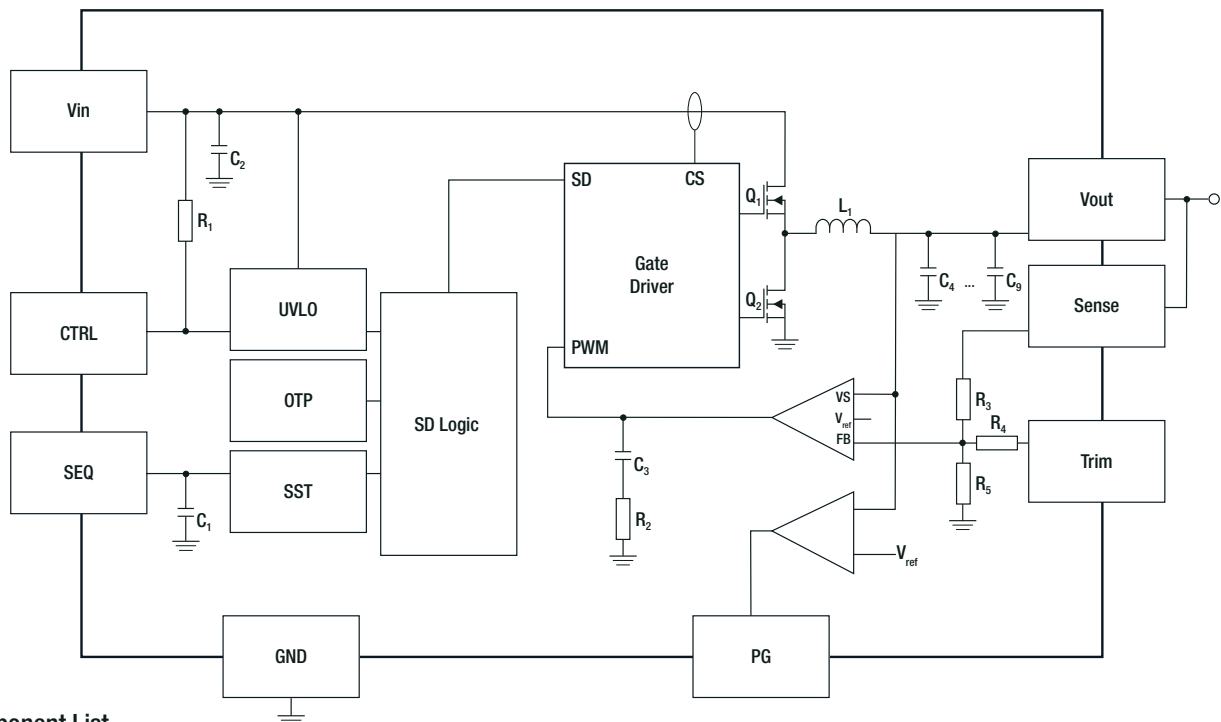 Vin
C₂
R₁
SD
CS
Q₁
L₁
Vout
Gate
Driver
UVLO
Q₂
C₄
...
C₉
Sense
CTRL
PWM
OTP
SD Logic
VS
Vref
FB
R₃
R₄
Trim
SEQ
C₁
SST
C₃
R₂
R₅
Vref
GND
PG